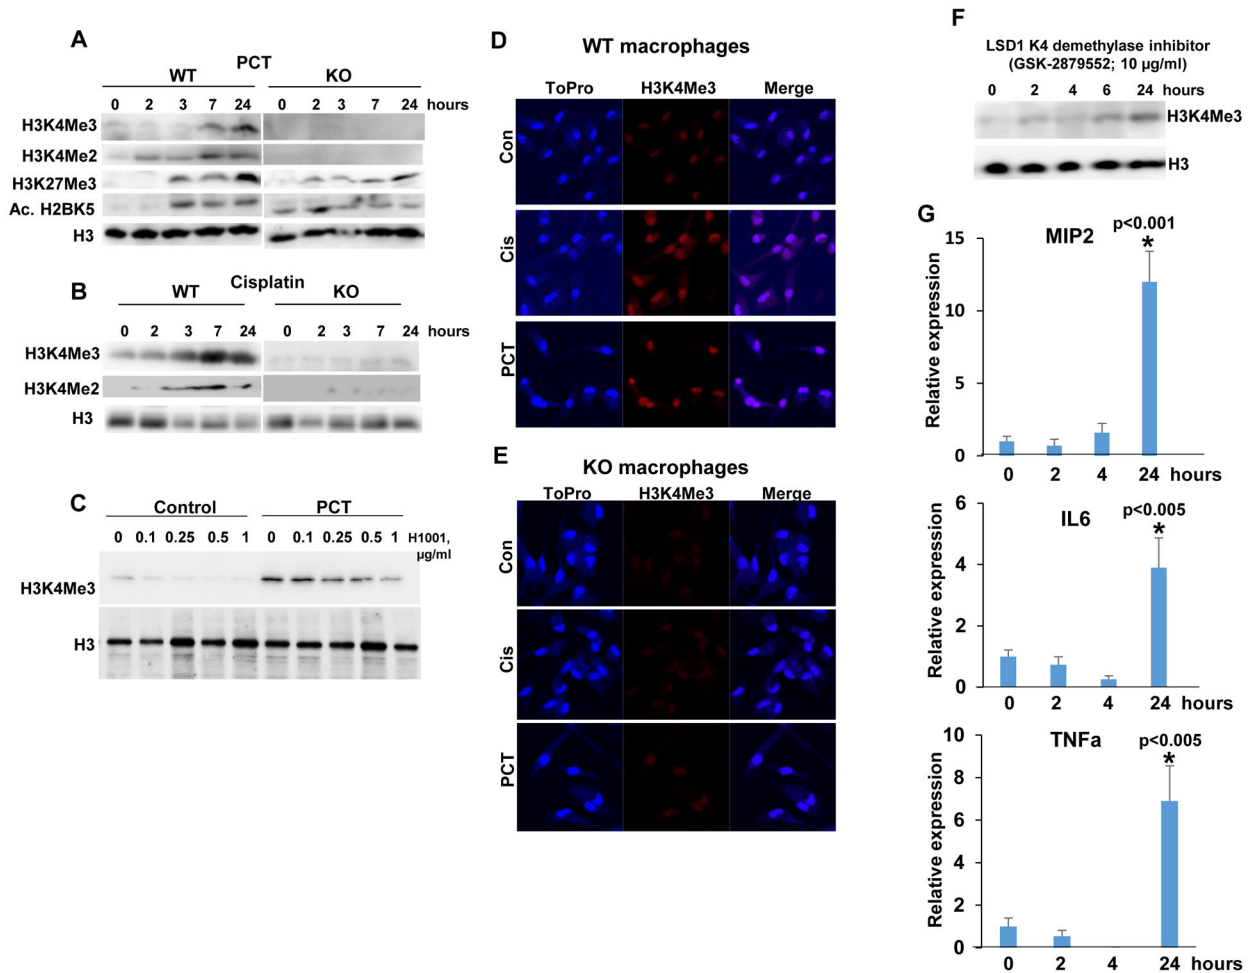 A
PCT
WT KO
0 2 3 7 24 0 2 3 7 24 hours
H3K4Me3
H3K4Me2
H3K27Me3
Ac. H2BK5
H3
B
Cisplatin
WT KO
0 2 3 7 24 0 2 3 7 24 hours
H3K4Me3
H3K4Me2
H3
C
Control PCT
0 0.1 0.25 0.5 1 0 0.1 0.25 0.5 1 H1001,
µg/ml
H3K4Me3
H3
D
WT macrophages
ToPro H3K4Me3 Merge
Con
Cis
PCT
E
KO macrophages
ToPro H3K4Me3 Merge
Con
Cis
PCT
F
LSD1 K4 demethylase inhibitor
(GSK-2879552; 10 µg/ml)
0 2 4 6 24 hours
H3K4Me3
H3
G
MIP2
p<0.001
*
Relative expression
15
10
5
0
0 2 4 24 hours
IL6
p<0.005
*
Relative expression
6
4
2
0
0 2 4 24 hours
TNFa
p<0.005
*
Relative expression
10
8
6
4
2
0
0 2 4 24 hours